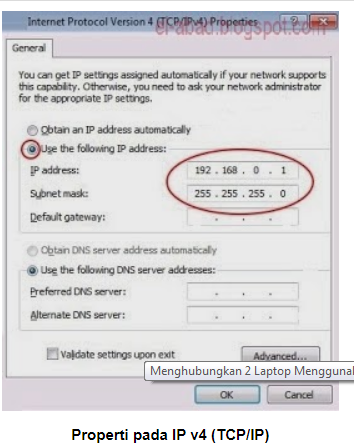 Internet Protocol Version 4 (TCP/IPv4) Properties
erabad.blogspot.com
General
You can get IP settings assigned automatically if your network supports
this capability. Otherwise, you need to ask your network administrator
for the appropriate IP settings.
Obtain an IP address automatically
Use the following IP address:
IP address: 192 . 168 . 0 . 1
Subnet mask: 255 . 255 . 255 . 0
Default gateway: . . .
Obtain DNS server address automatically
Use the following DNS server addresses:
Preferred DNS server: . . .
Alternate DNS server: . . .
Validate settings upon exit
Advanced...
Menghubungkan 2 Laptop Menggunal
OK Cancel
Properti pada IP v4 (TCP/IP)